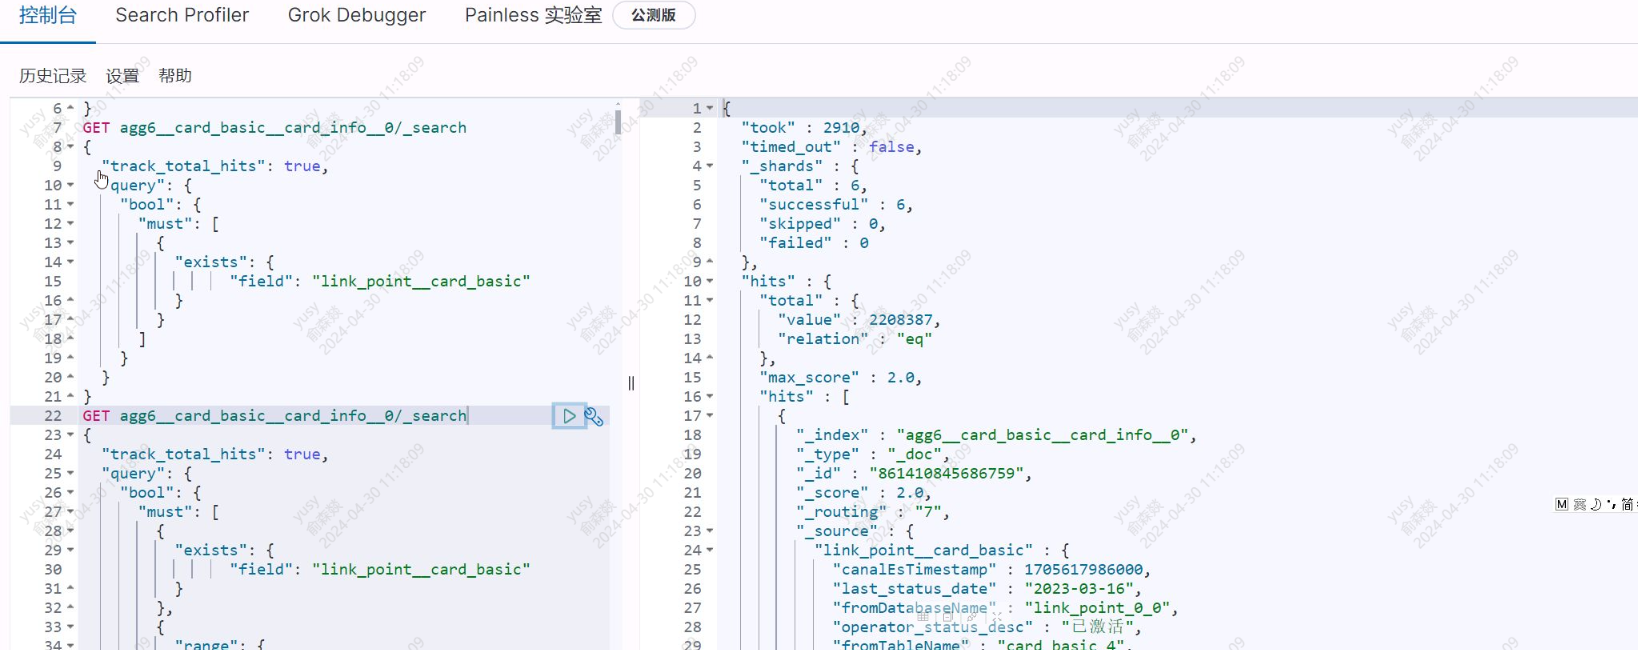 控制台 Search Profiler Grok Debugger Painless 实验室 公测版
历史记录 设置 帮助
6 }
7 GET agg6__card_basic__card_info__0/_search
8 {
9 "track_total_hits": true,
10 "query": {
11 "bool": {
12 "must": [
13 {
14 "exists": {
15 "field": "link_point__card_basic"
16 }
17 }
18 ]
19 }
20 }
21 }
22 GET agg6__card_basic__card_info__0/_search
23 {
24 "track_total_hits": true,
25 "query": {
26 "bool": {
27 "must": [
28 {
29 "exists": {
30 "field": "link_point__card_basic"
31 }
32 },
33 {
34 "range": {
1 {
2 "took" : 2910,
3 "timed_out" : false,
4 "_shards" : {
5 "total" : 6,
6 "successful" : 6,
7 "skipped" : 0,
8 "failed" : 0
9 },
10 "hits" : {
11 "total" : {
12 "value" : 2208387,
13 "relation" : "eq"
14 },
15 "max_score" : 2.0,
16 "hits" : [
17 {
18 "_index" : "agg6__card_basic__card_info__0",
19 "_type" : "_doc",
20 "_id" : "861410845686759",
21 "_score" : 2.0,
22 "_routing" : "7",
23 "_source" : {
24 "link_point__card_basic" : {
25 "canalEsTimestamp" : 1705617986000,
26 "last_status_date" : "2023-03-16",
27 "fromDatabaseName" : "link_point_0_0",
28 "operator_status_desc" : "已激活",
29 "fromTableName" : "card_basic_4",
M 简
yusy
2024-04-30 11:18:09